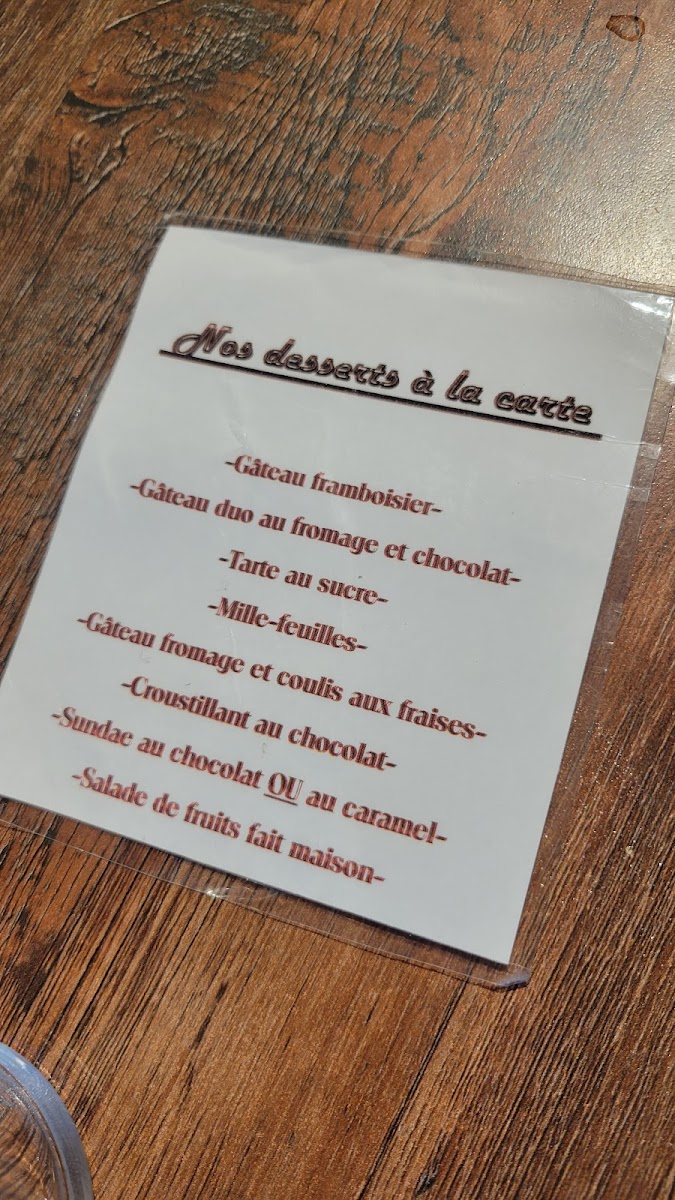 Nos desserts à la carte
-Gâteau framboisier-
-Gâteau duo au fromage et chocolat-
-Tarte au sucre-
-Mille-feuilles-
-Gâteau fromage et coulis aux fraises-
-Croustillant au chocolat-
-Sundae au chocolat OU au caramel-
-Salade de fruits fait maison-